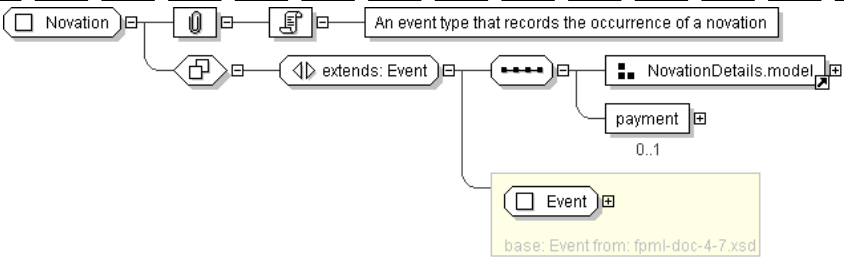 Novation
An event type that records the occurrence of a novation
extends: Event
NovationDetails.model
payment
0..1
Event
base: Event from: fpml-doc-4-7.xsd